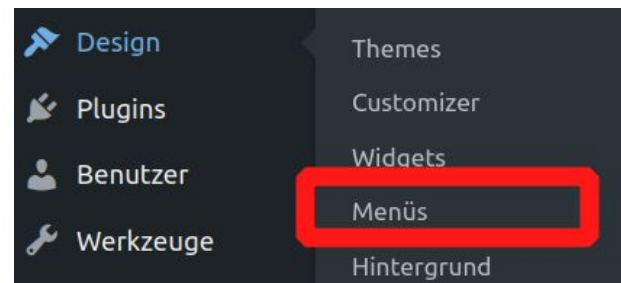 Design
Plugins
Benutzer
Werkzeuge
Themes
Customizer
Widgets
Menüs
Hintergrund